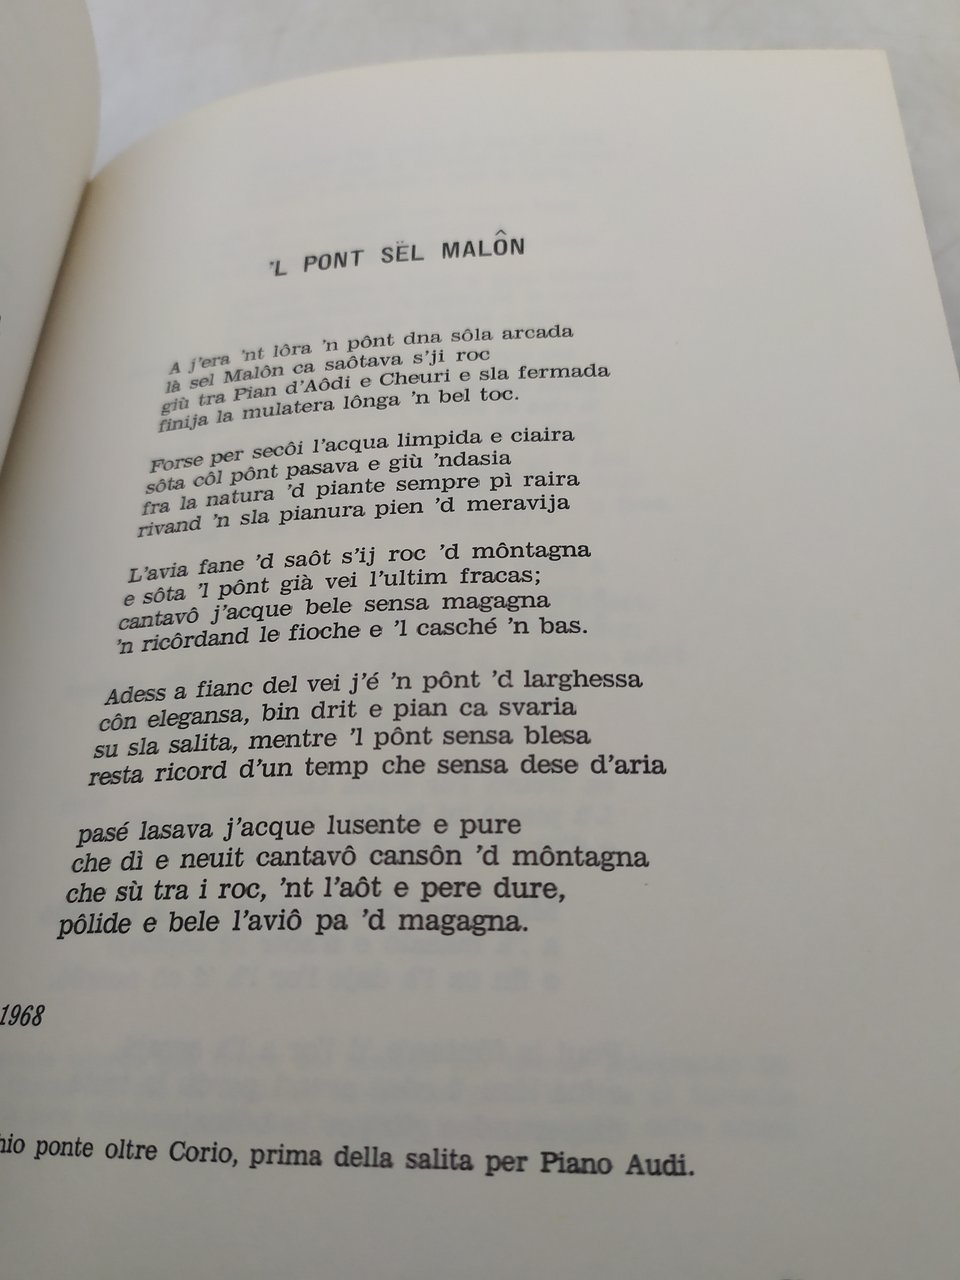 'L PONT SËL MALÔN
A j'era 'nt lôra 'n pônt dna sôla arcada
là sel Malôn ca saôtava s'ji roc
giù tra Pian d'Aôdi e Cheuri e sla fermada
finija la mulatera lônga 'n bel toc.
Forse per secôi l'acqua limpida e ciaira
sôta côl pônt pasava e giù 'ndasia
fra la natura 'd piante sempre pì raira
rivand 'n sla pianura pien 'd meravija
L'avia fane 'd saôt s'ij roc 'd môntagna
e sôta 'l pônt già vei l'ultim fracas;
cantavô j'acque bele sensa magagna
'n ricôrdand le fioche e 'l casché 'n bas.
Adess a fianc del vei j'é 'n pônt 'd larghessa
côn elegansa, bin drit e pian ca svaria
su sla salita, mentre 'l pônt sensa blesa
resta ricord d'un temp che sensa dese d'aria
pasé lasava j'acque lusente e pure
che dì e neuit cantavô cansôn 'd môntagna
che sù tra i roc, 'nt l'aôt e pere dure,
pôlide e bele l'aviô pa 'd magagna.
1968
ponte oltre Corio, prima della salita per Piano Audi.